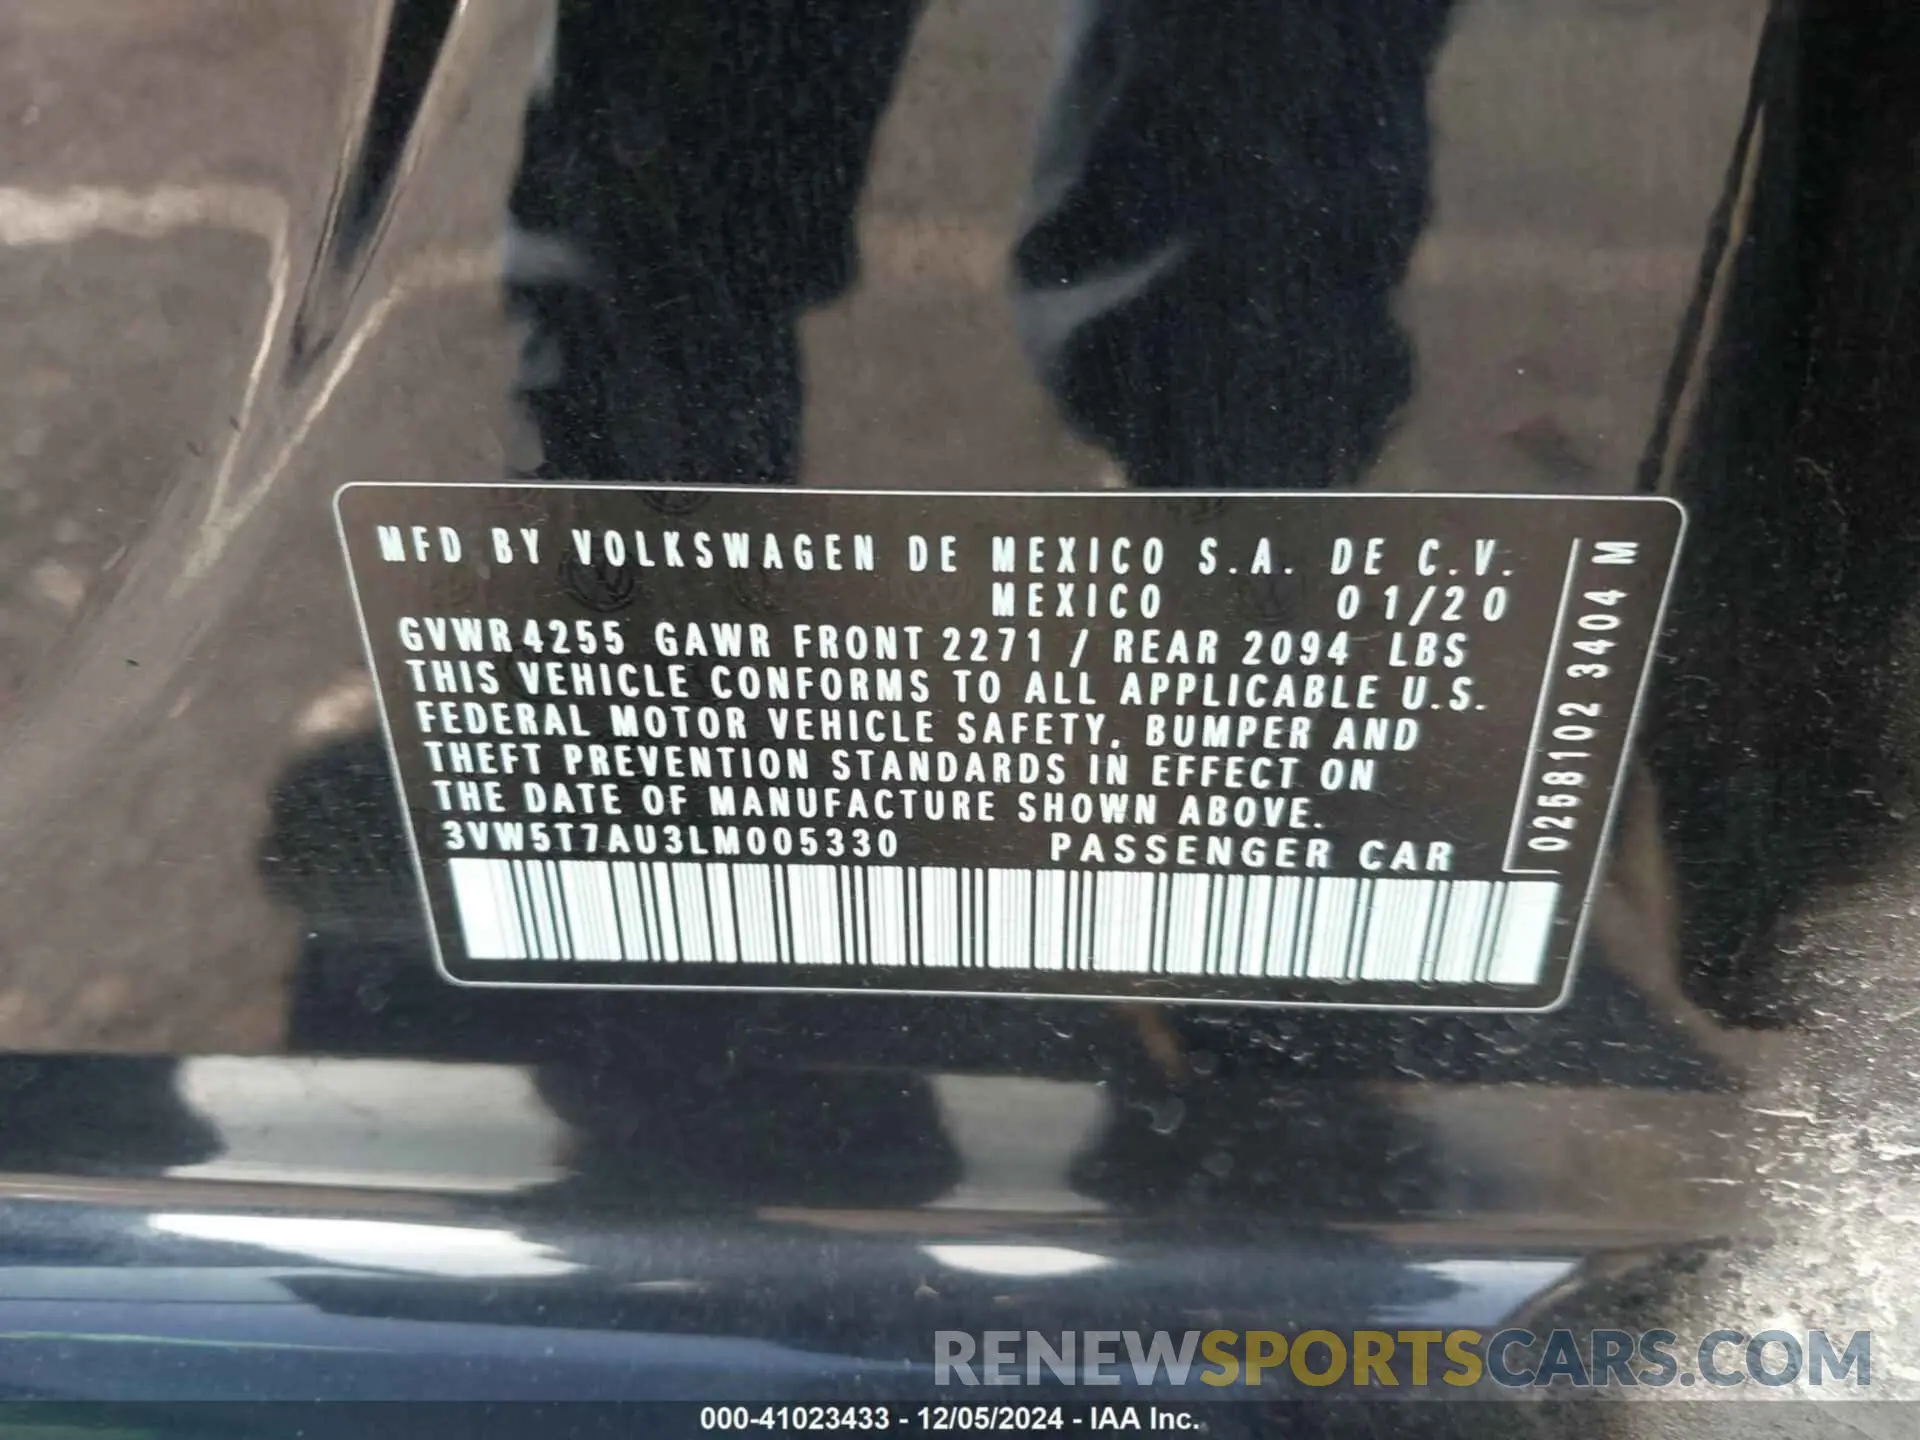 MFD BY VOLKSWAGEN DE MEXICO S.A. DE C.V.
MEXICO 01/20
GVWR 4255 GAWR FRONT 2271 / REAR 2094 LBS
THIS VEHICLE CONFORMS TO ALL APPLICABLE U.S.
FEDERAL MOTOR VEHICLE SAFETY, BUMPER AND
THEFT PREVENTION STANDARDS IN EFFECT ON
THE DATE OF MANUFACTURE SHOWN ABOVE.
3VW5T7AU3LM005330 PASSENGER CAR
0258102 3404 M
RENEWSPORTSCARS.COM
000-41023433 - 12/05/2024 - IAA Inc.